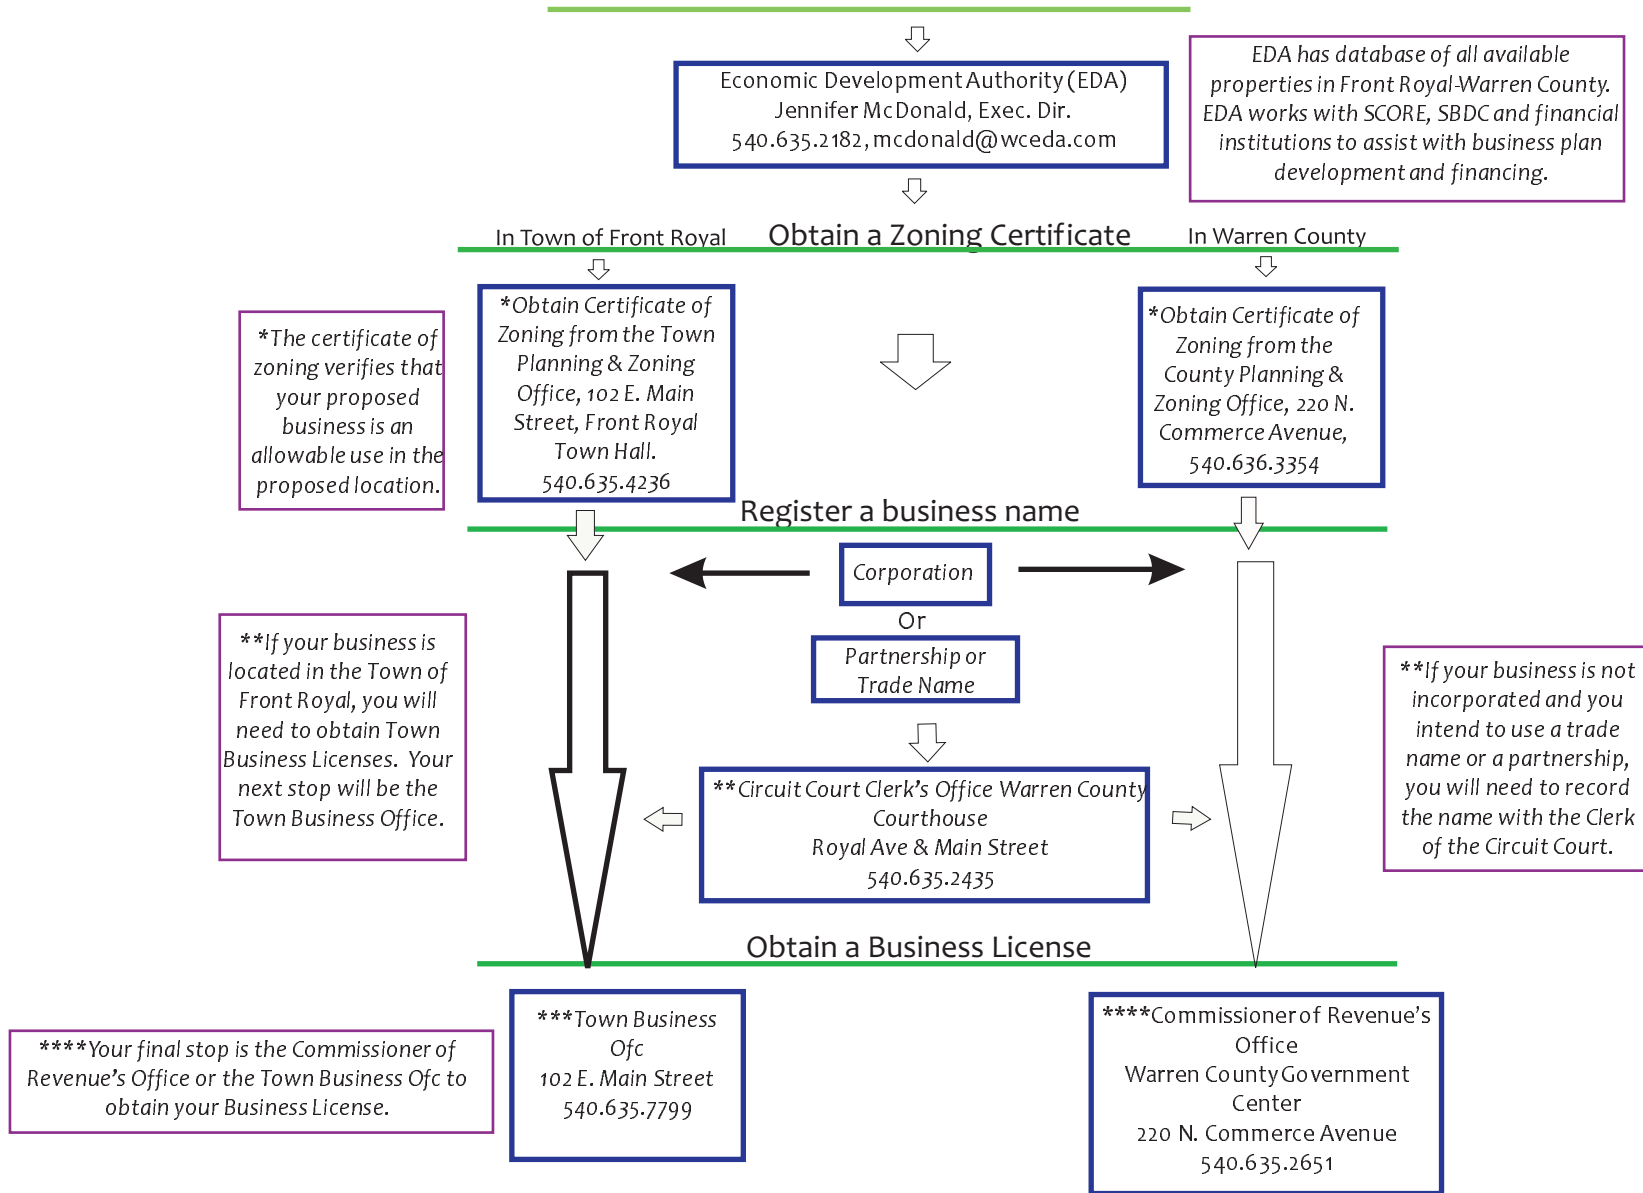 Economic Development Authority (EDA)
Jennifer McDonald, Exec. Dir.
540.635.2182, mcdonald@wceda.com
EDA has database of all available
properties in Front Royal-Warren County.
EDA works with SCORE, SBDC and financial
institutions to assist with business plan
development and financing.
In Town of Front Royal
Obtain a Zoning Certificate
In Warren County
*The certificate of
zoning verifies that
your proposed
business is an
allowable use in the
proposed location.
*Obtain Certificate of
Zoning from the Town
Planning & Zoning
Office, 102 E. Main
Street, Front Royal
Town Hall.
540.635.4236
*Obtain Certificate of
Zoning from the
County Planning &
Zoning Office, 220 N.
Commerce Avenue,
540.636.3354
Register a business name
Corporation
Or
Partnership or
Trade Name
**If your business is
located in the Town of
Front Royal, you will
need to obtain Town
Business Licenses. Your
next stop will be the
Town Business Office.
**Circuit Court Clerk's Office Warren County
Courthouse
Royal Ave & Main Street
540.635.2435
**If your business is not
incorporated and you
intend to use a trade
name or a partnership,
you will need to record
the name with the Clerk
of the Circuit Court.
Obtain a Business License
****Your final stop is the Commissioner of
Revenue's Office or the Town Business Ofc to
obtain your Business License.
***Town Business
Ofc
102 E. Main Street
540.635.7799
****Commissioner of Revenue's
Office
Warren County Government
Center
220 N. Commerce Avenue
540.635.2651